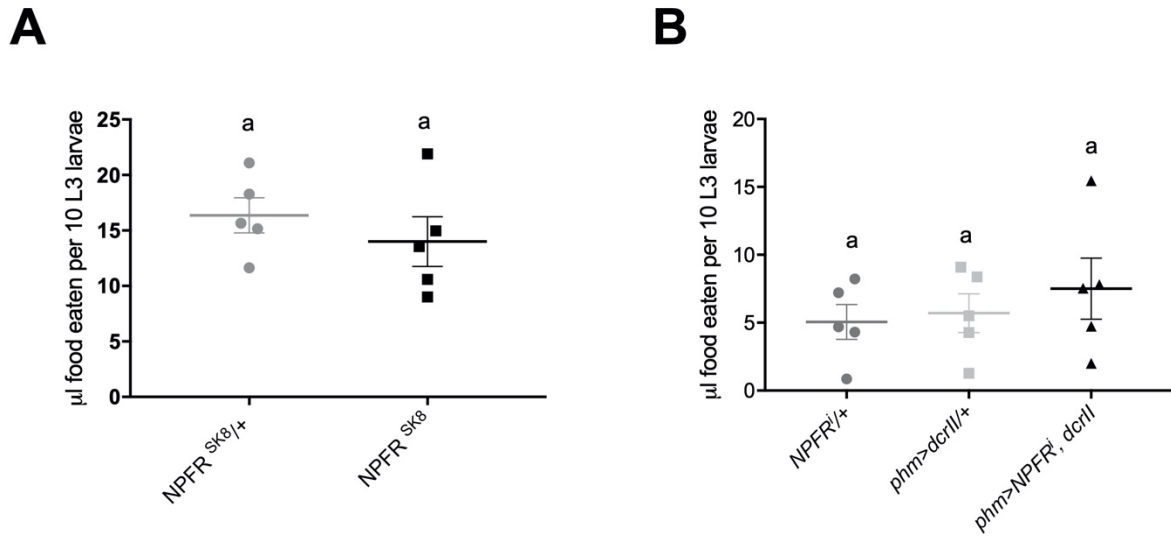 A
B
µl food eaten per 10 L3 larvae
25
20
15
10
5
0
a
a
NPFR SK8/+
NPFR SK8
µl food eaten per 10 L3 larvae
20
15
10
5
0
a
a
a
NPFRi/+
phm>dcrII/+
phm>NPFRi, dcrII